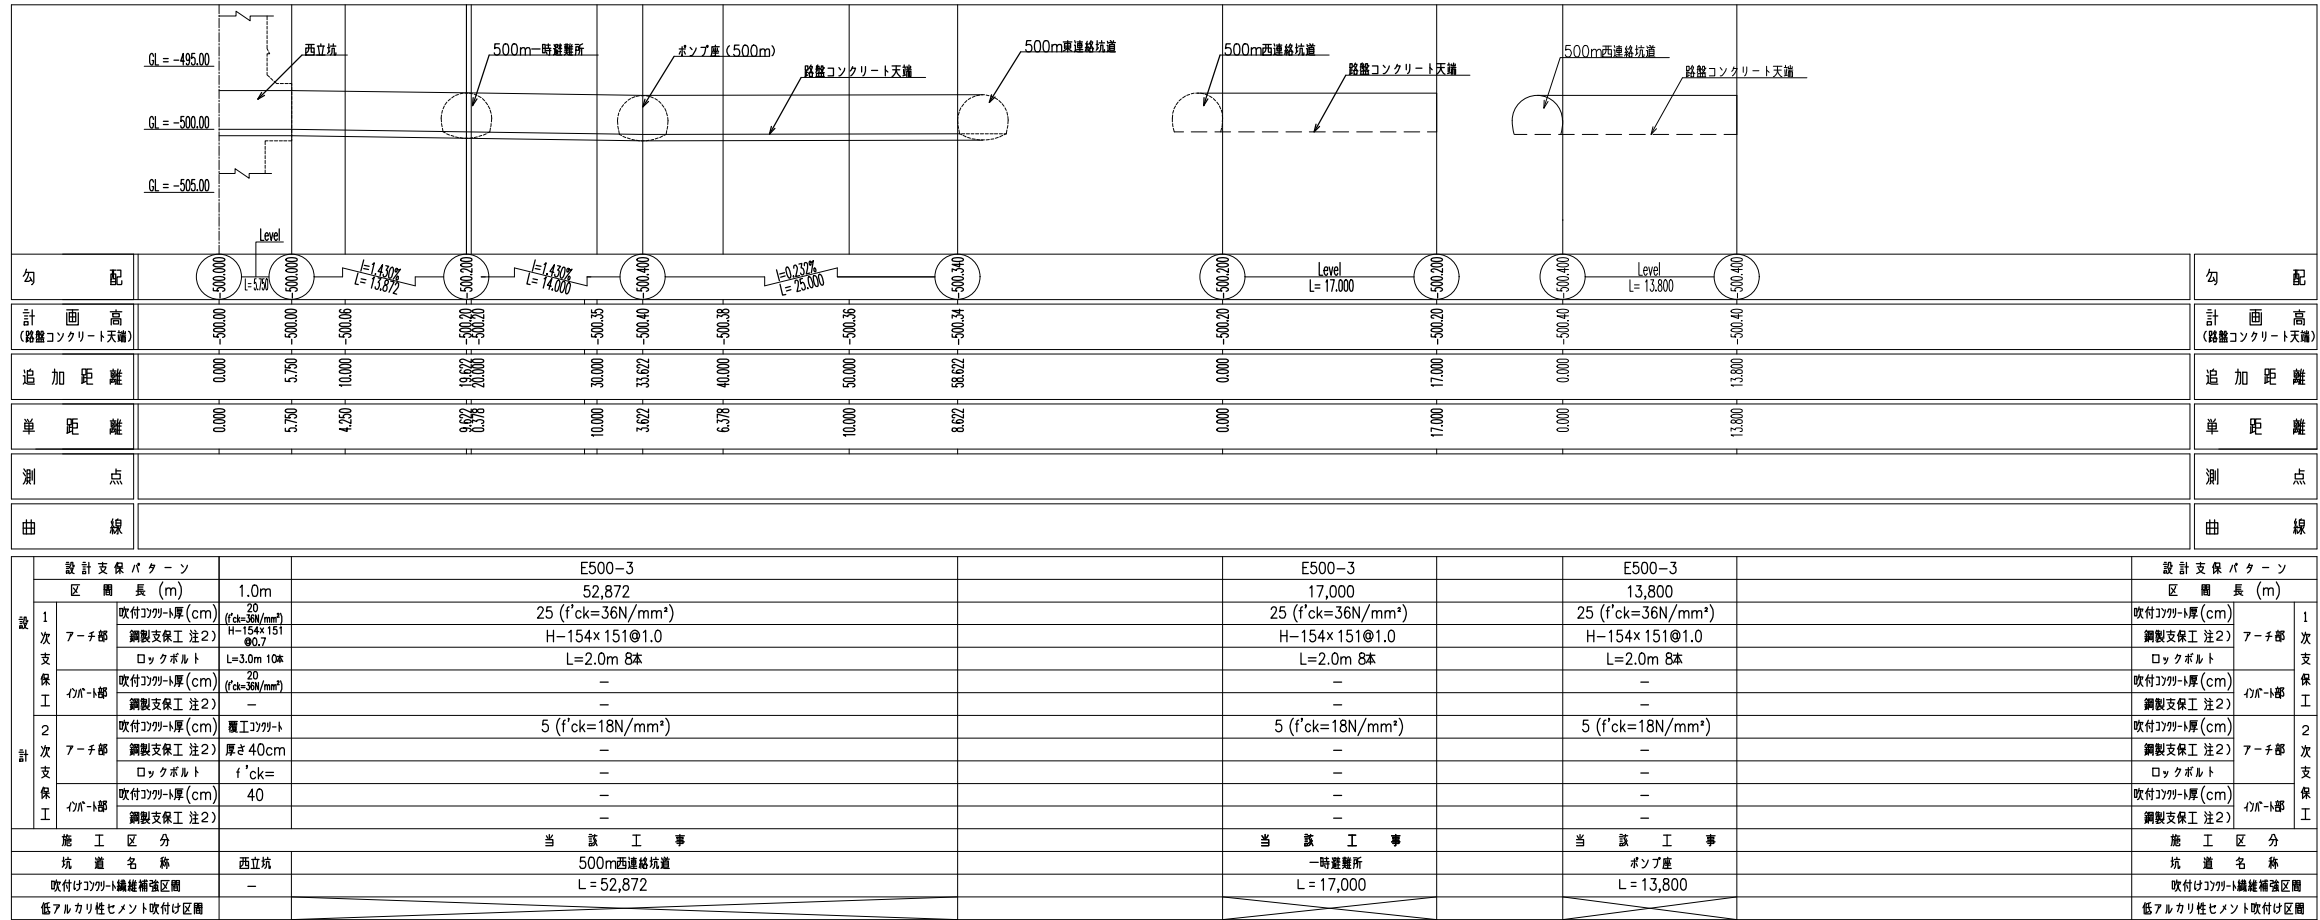 GL = -495.00
GL = -500.00
GL = -505.00
西立坑
500m一時避難所
ポンプ座 (500m)
路盤コンクリート天端
500m東連絡坑道
500m西連絡坑道
路盤コンクリート天端
500m西連絡坑道
路盤コンクリート天端
Level
勾 配
-500.000
L= 5.750
-500.000
I=1.430%
L= 13.872
-500.200
I=1.430%
L= 14.000
-500.400
I=0.232%
L= 25.000
-500.340
-500.200
Level
L= 17.000
-500.200
-500.400
Level
L= 13.800
-500.400
勾 配
計 画 高
(路盤コンクリート天端)
-500.00 -500.00 -500.06 -500.20 -500.20 -500.35 -500.40 -500.38 -500.36 -500.34 -500.20 -500.20 -500.40 -500.40
計 画 高
(路盤コンクリート天端)
追 加 距 離 0.000 5.750 10.000 19.622 20.000 30.000 33.622 40.000 50.000 58.622 0.000 17.000 0.000 13.800 追 加 距 離
単 距 離 0.000 5.750 4.250 9.622 0.378 10.000 3.622 6.378 10.000 8.622 0.000 17.000 0.000 13.800 単 距 離
測 点 測 点
曲 線 曲 線
設計
設計支保パターン E500-3 E500-3 E500-3 設計支保パターン
区 間 長 (m) 1.0m 52,872 17,000 13,800 区 間 長 (m)
1次支保工
アーチ部
吹付コンクリート厚(cm) 20 (f'ck=36N/mm²) 25 (f'ck=36N/mm²) 25 (f'ck=36N/mm²) 25 (f'ck=36N/mm²) 吹付コンクリート厚(cm)
鋼製支保工 注2) H-154×151 @0.7 H-154×151@1.0 H-154×151@1.0 H-154×151@1.0 鋼製支保工 注2) アーチ部
ロックボルト L=3.0m 10本 L=2.0m 8本 L=2.0m 8本 L=2.0m 8本 ロックボルト
インバート部
吹付コンクリート厚(cm) 20 (f'ck=36N/mm²) - - - 吹付コンクリート厚(cm)
鋼製支保工 注2) - - - - 鋼製支保工 注2) インバート部
1次支保工
2次支保工
アーチ部
吹付コンクリート厚(cm) 覆工コンクリート 5 (f'ck=18N/mm²) 5 (f'ck=18N/mm²) 5 (f'ck=18N/mm²) 吹付コンクリート厚(cm)
鋼製支保工 注2) 厚さ40cm - - - 鋼製支保工 注2) アーチ部
ロックボルト f'ck= - - - ロックボルト
インバート部
吹付コンクリート厚(cm) 40 - - - 吹付コンクリート厚(cm)
鋼製支保工 注2) - - - 鋼製支保工 注2) インバート部
2次支保工
施 工 区 分 当 該 工 事 当 該 工 事 当 該 工 事 施 工 区 分
坑 道 名 称 西立坑 500m西連絡坑道 一時避難所 ポンプ座 坑 道 名 称
吹付けコンクリート繊維補強区間 - L=52,872 L=17,000 L=13,800 吹付けコンクリート繊維補強区間
低アルカリ性セメント吹付け区間 低アルカリ性セメント吹付け区間